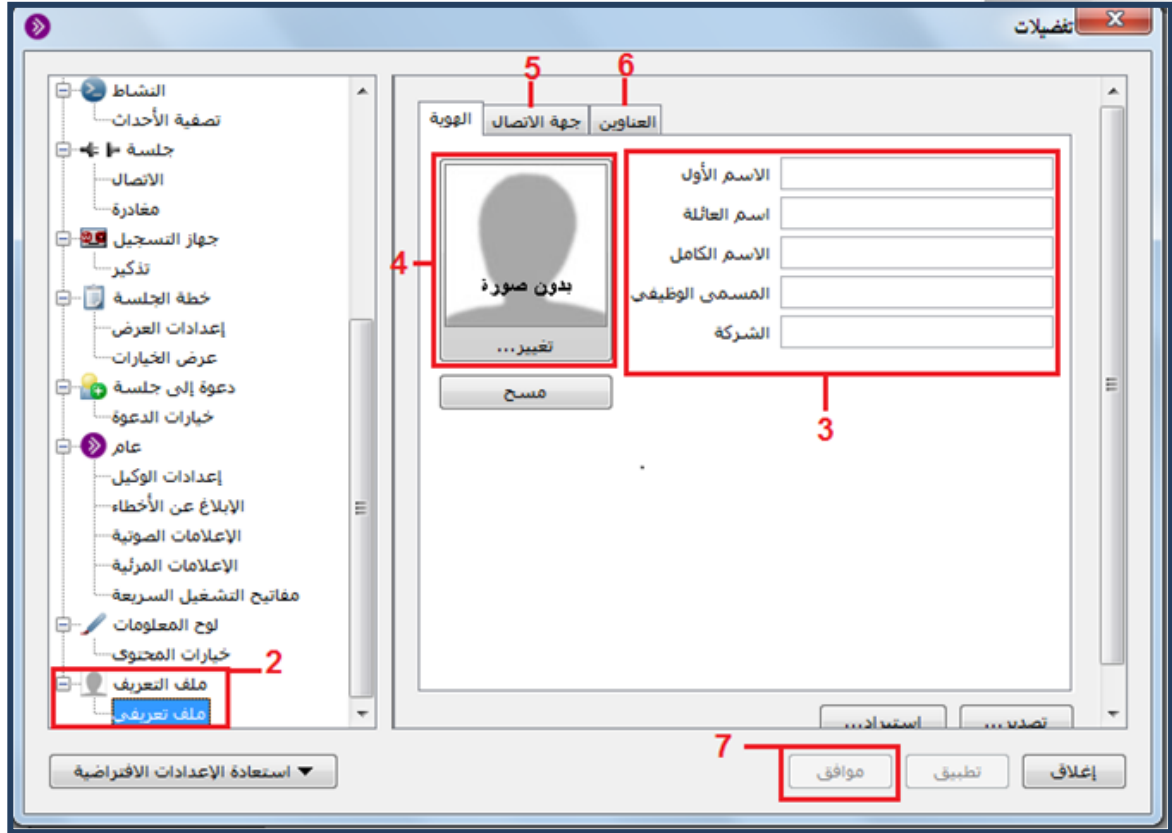 تفضيلات
النشاط
تصفية الأحداث
جلسة
الاتصال
مغادرة
جهاز التسجيل
تذكير
خطة الجلسة
إعدادات العرض
عرض الخيارات
دعوة إلى جلسة
خيارات الدعوة
عام
إعدادات الوكيل
الإبلاغ عن الأخطاء
الإعلامات الصوتية
الإعلامات المرئية
مفاتيح التشغيل السريعة
لوح المعلومات
خيارات المحتوى
2
ملف التعريف
ملف تعريفي
5
6
الهوية
جهة الاتصال
العناوين
4
بدون صورة
تغيير...
مسح
الاسم الأول
اسم العائلة
الاسم الكامل
المسمى الوظيفي
الشركة
3
استيراد...
تصدير...
7
استعادة الإعدادات الافتراضية
موافق
تطبيق
إغلاق